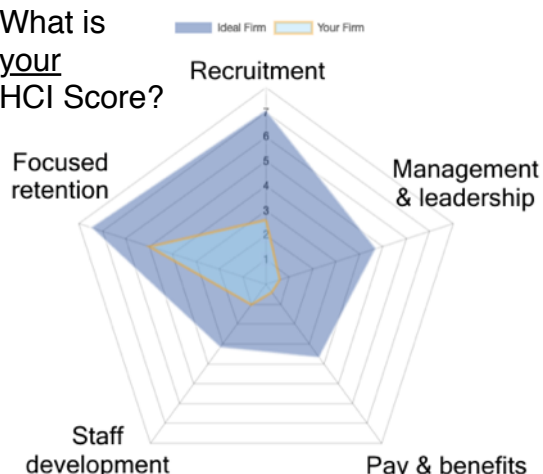 What is
your
HCI Score?
Ideal Firm Your Firm
Recruitment
Focused
retention
Management
& leadership
7
6
5
4
3
2
1
Staff
development
Pay & benefits